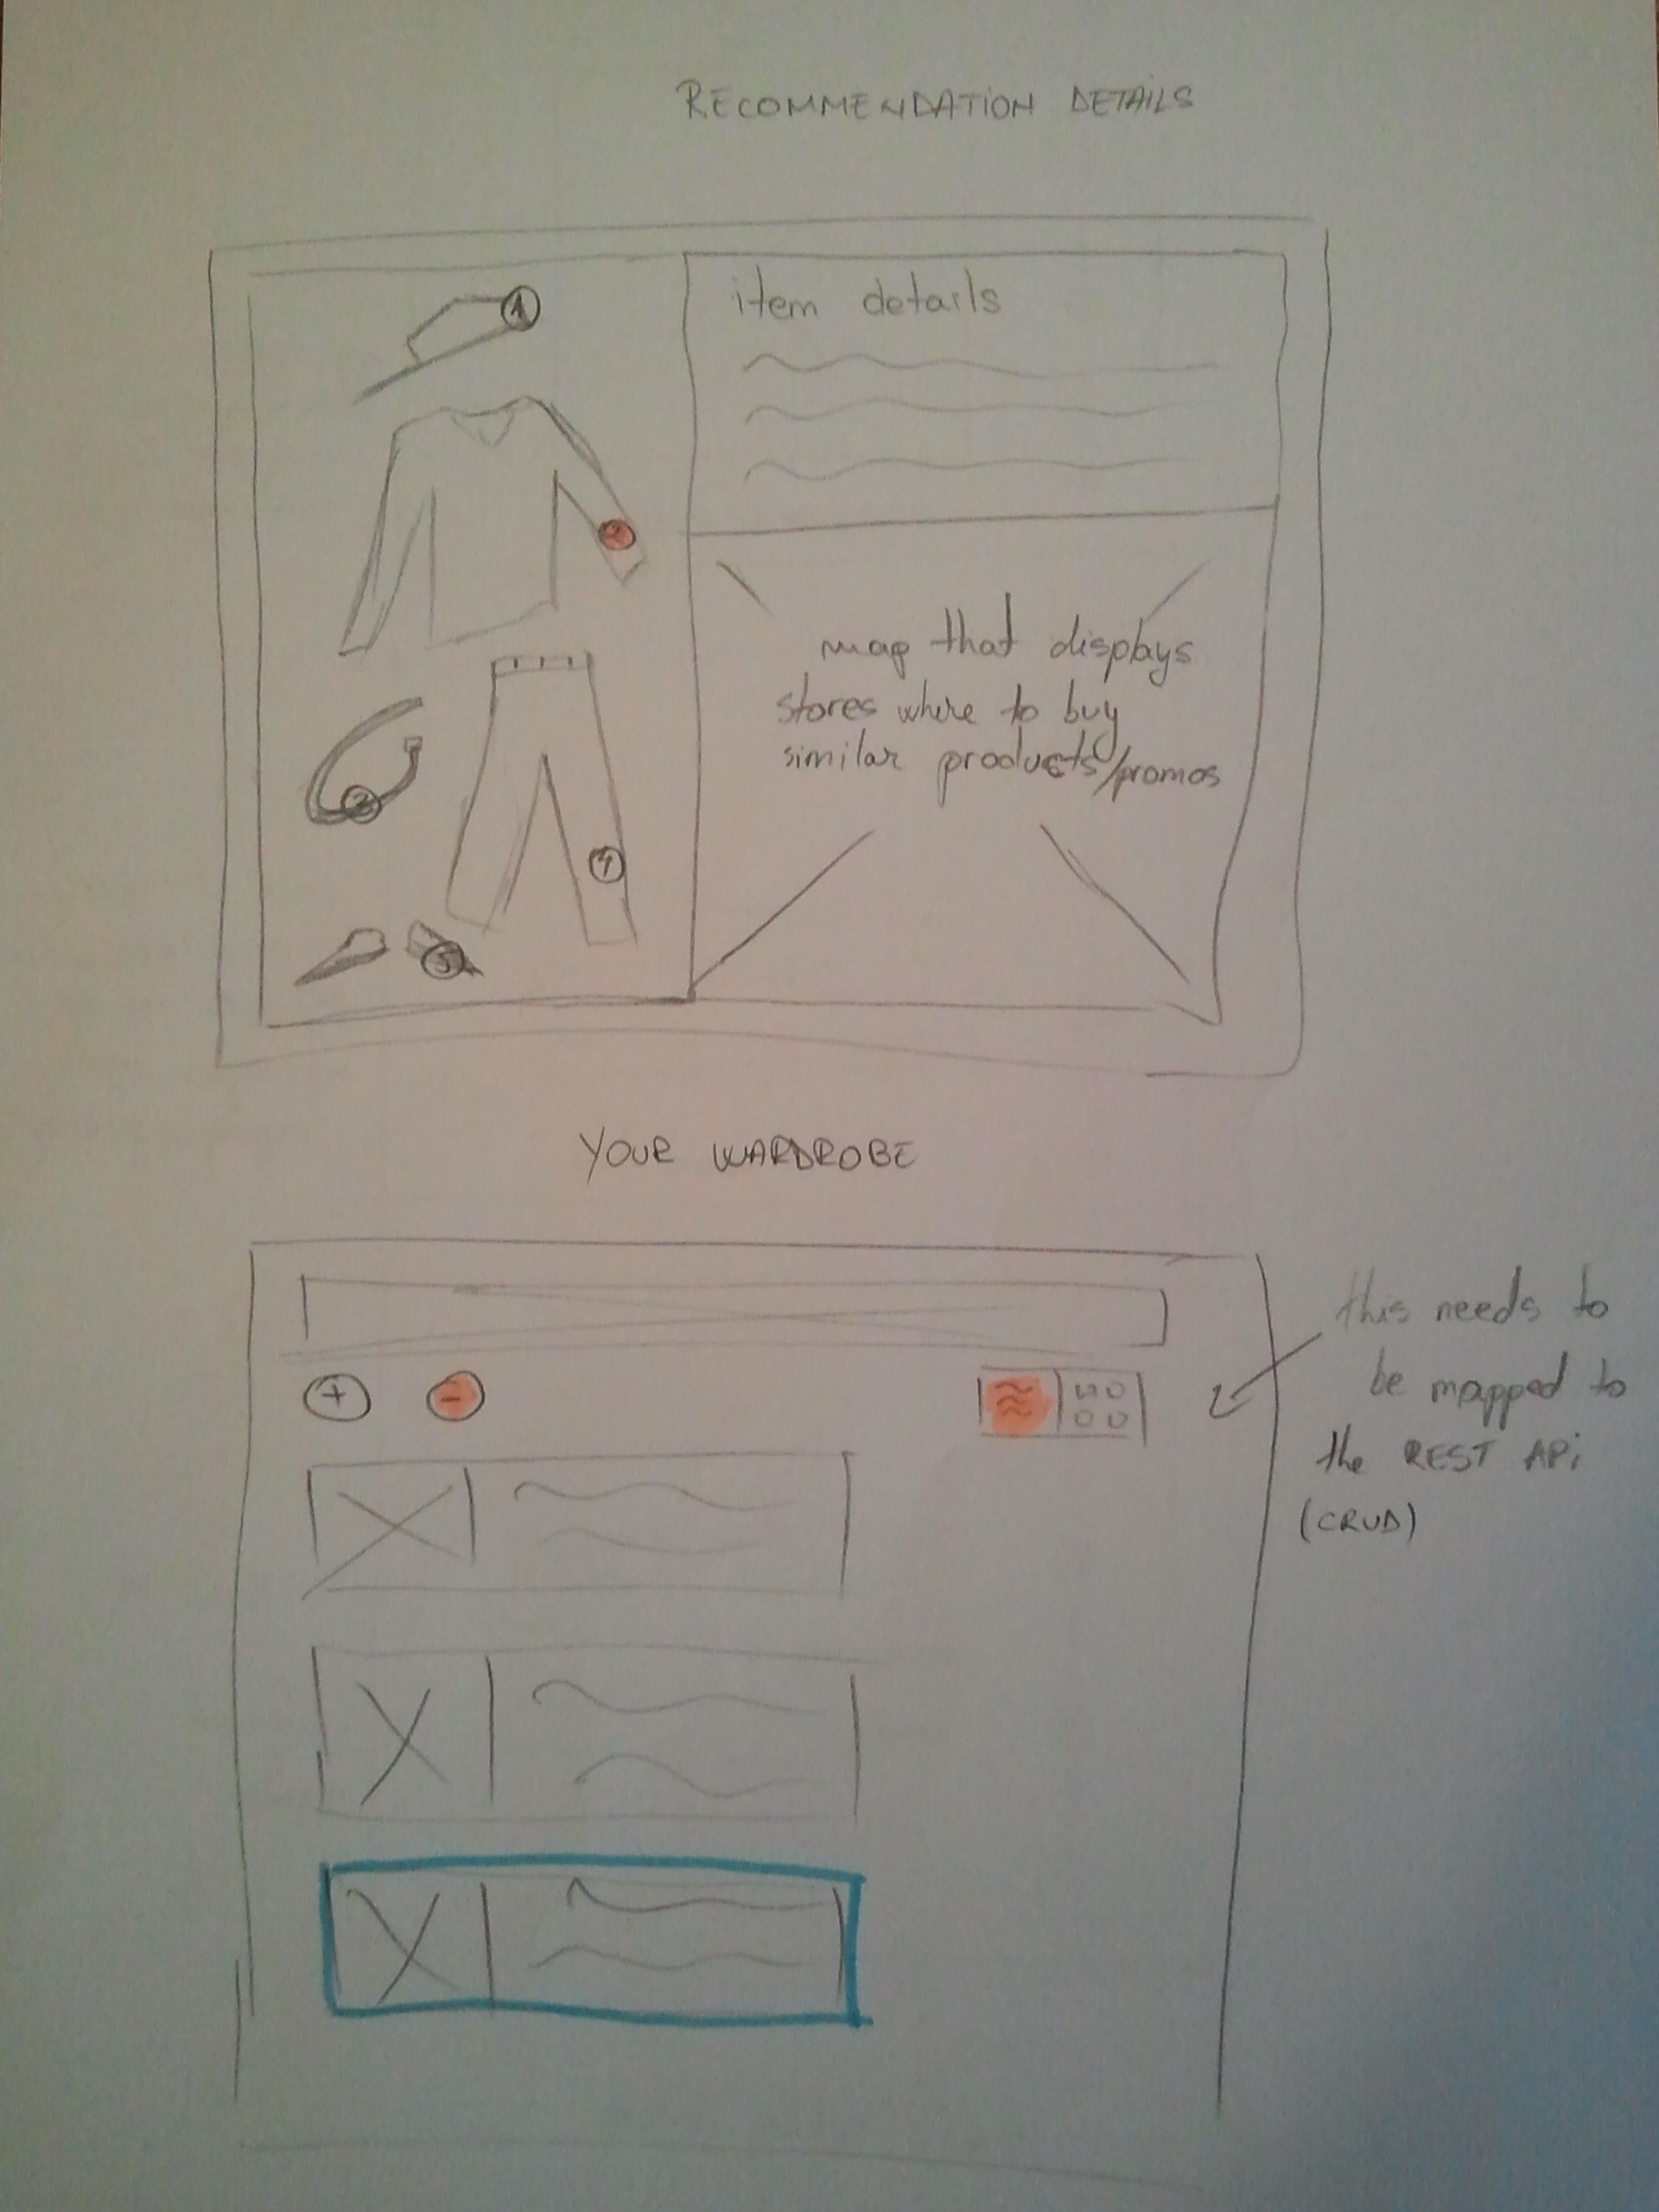 RECOMMENDATION DETAILS
1
item details
2
map that displays
stores where to buy
similar products/promos
3
4
5
YOUR WARDROBE
+
-
this needs to
be mapped to
the REST APi
(CRUD)